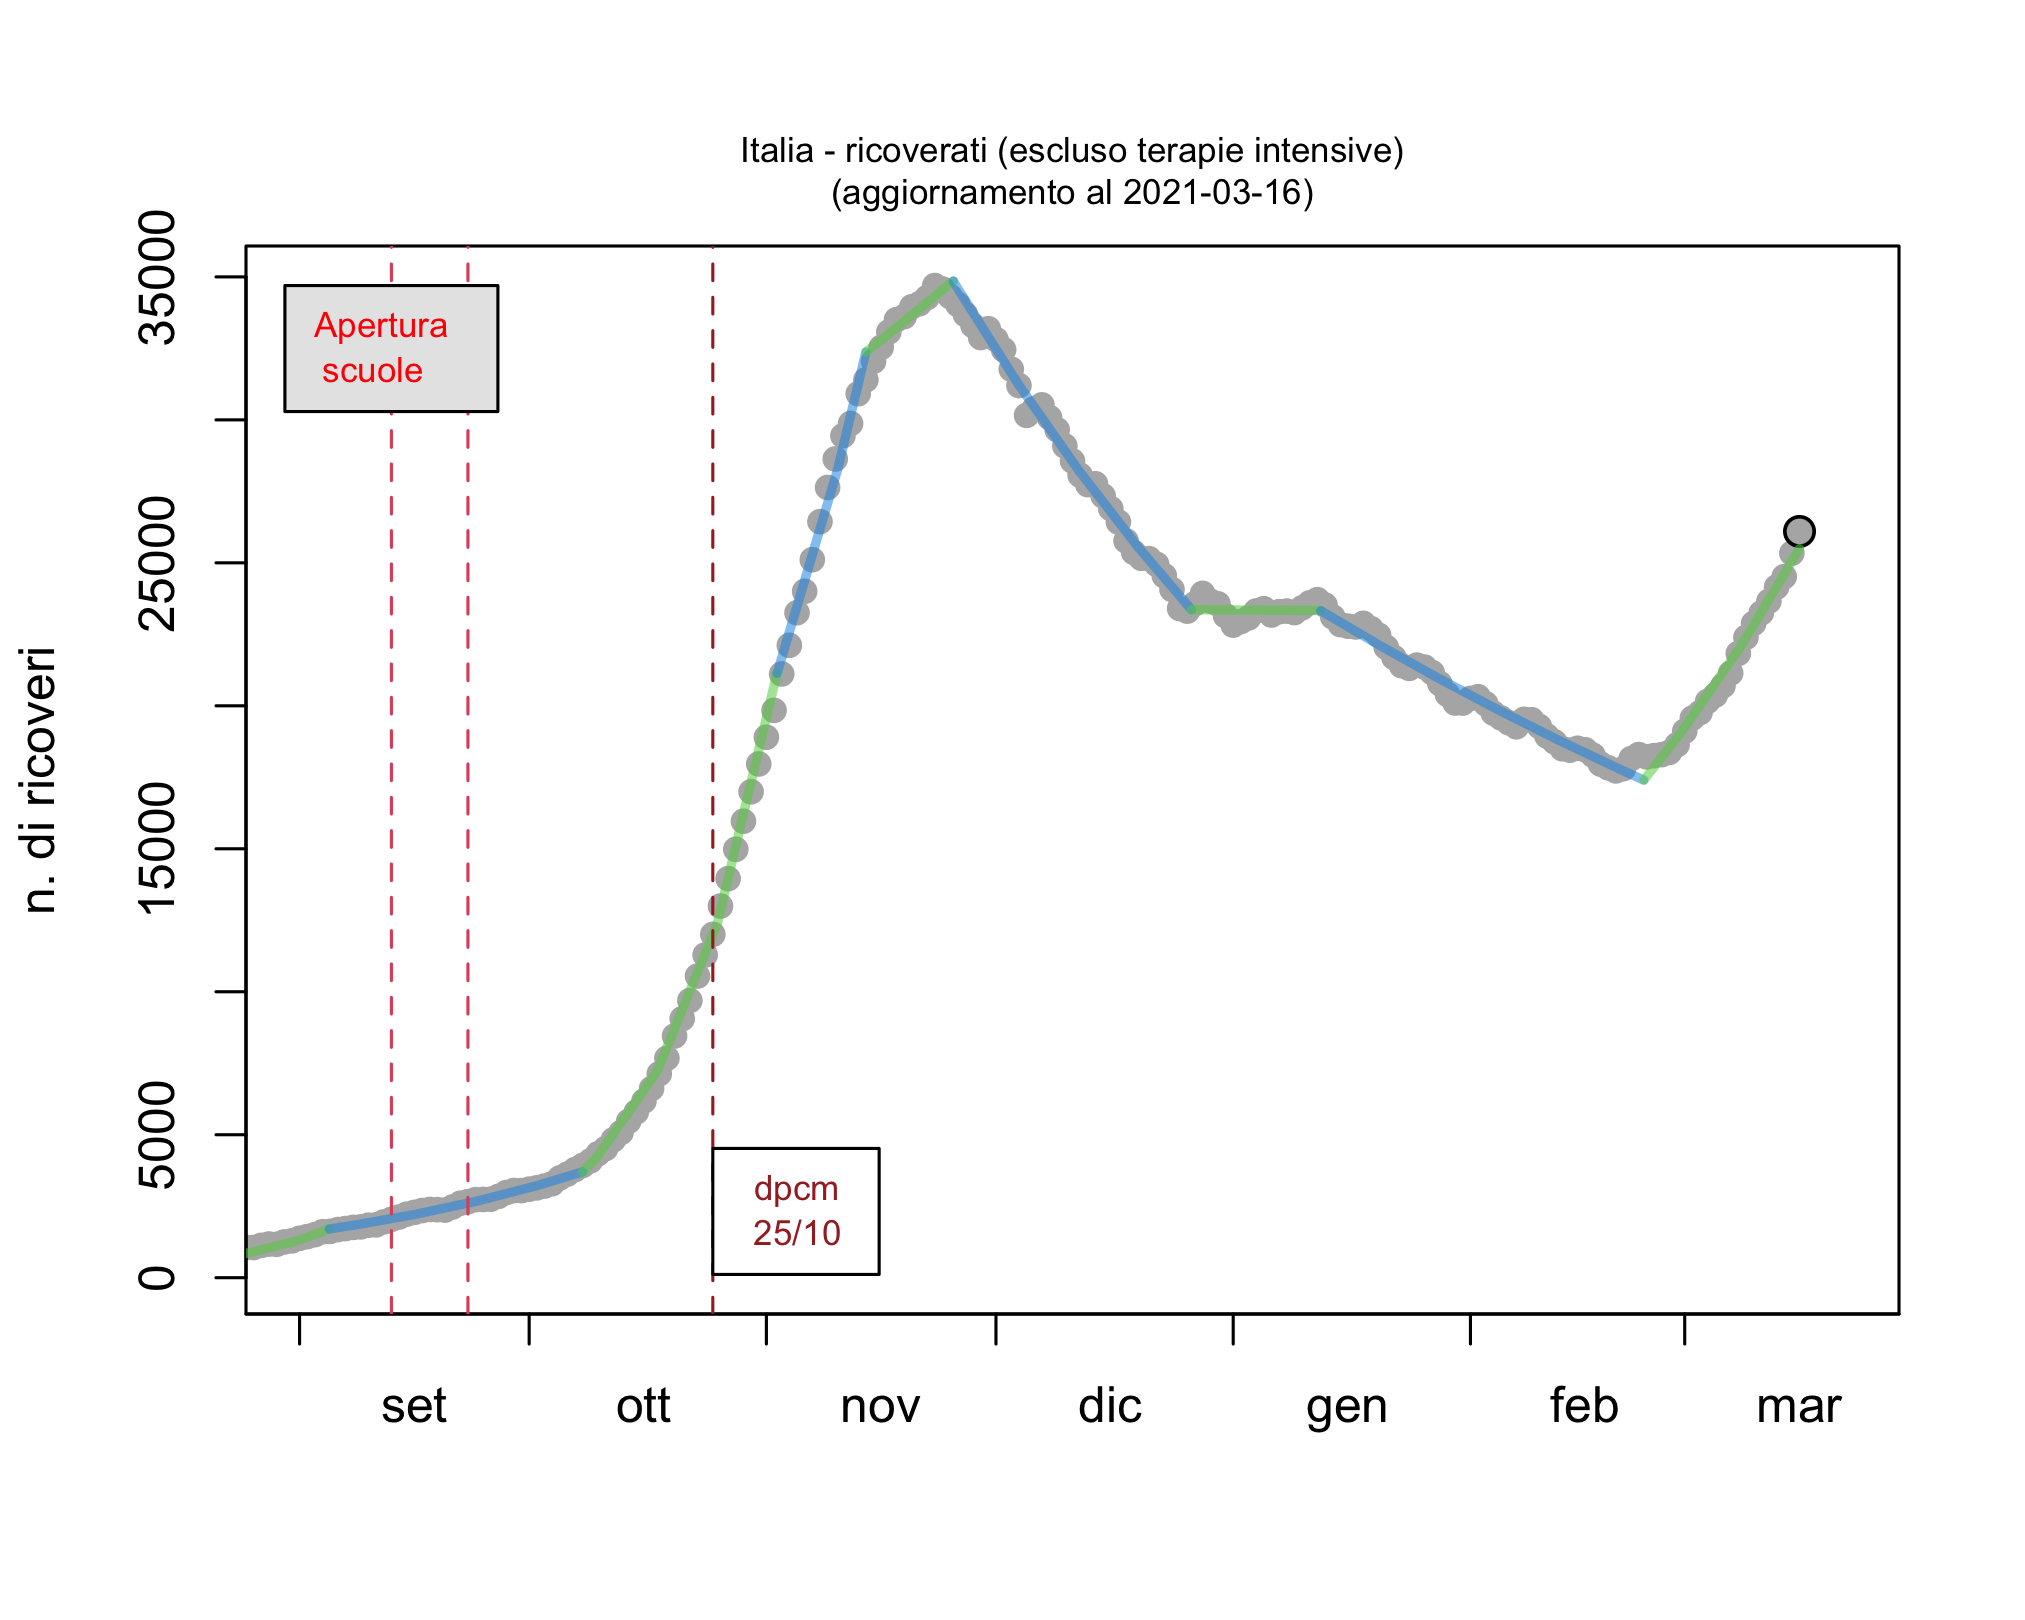 Italia - ricoverati (escluso terapie intensive)
(aggiornamento al 2021-03-16)
n. di ricoveri
35000
25000
15000
5000
0
Apertura
scuole
dpcm
25/10
set ott nov dic gen feb mar